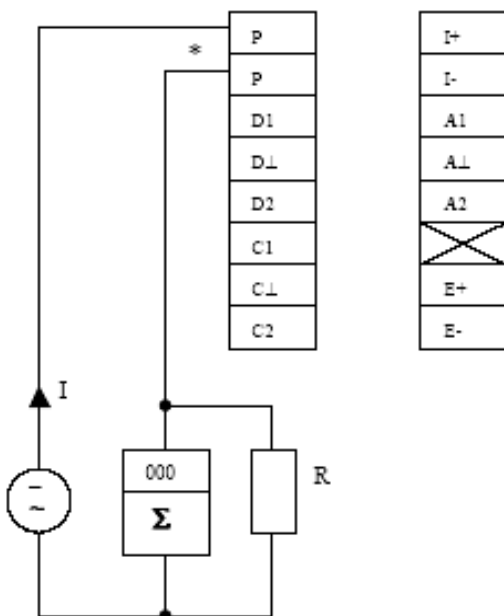 P
I+
*
P
I-
D1
A1
D⊥
A⊥
D2
A2
C1
C⊥
E+
C2
E-
I
000
R
Σ